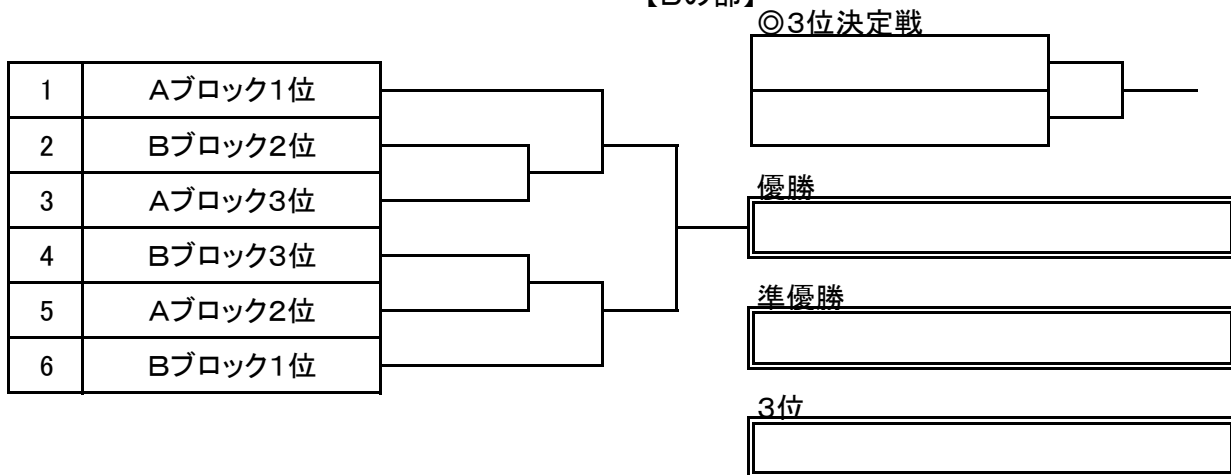 ◎3位決定戦
1 Aブロック1位
2 Bブロック2位
3 Aブロック3位
4 Bブロック3位
5 Aブロック2位
6 Bブロック1位
優勝
準優勝
3位